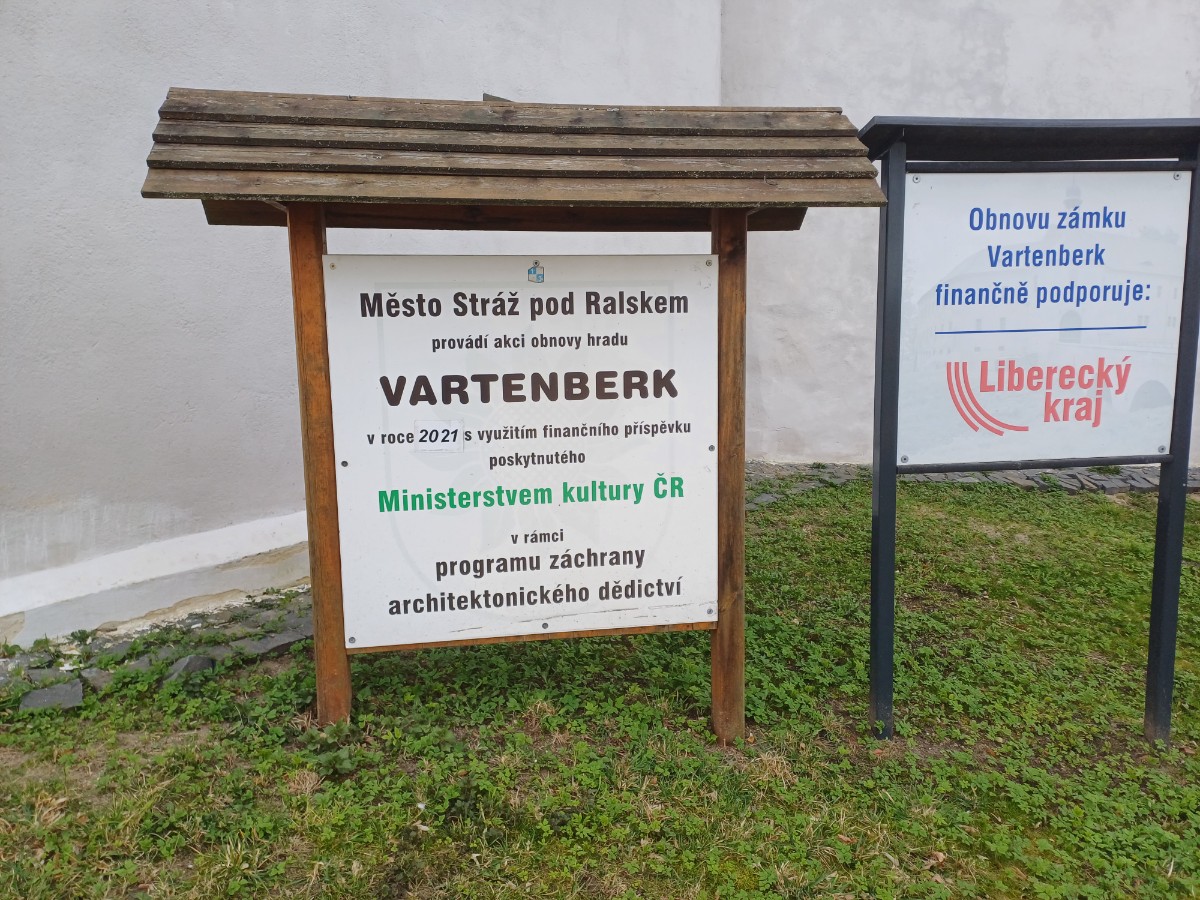 Město Stráž pod Ralskem
provádí akci obnovy hradu
VARTENBERK
v roce 2021 s využitím finančního příspěvku
poskytnutého
Ministerstvem kultury ČR
v rámci
programu záchrany
architektonického dědictví
Obnovu zámku
Vartenberk
finančně podporuje:
Liberecký
kraj